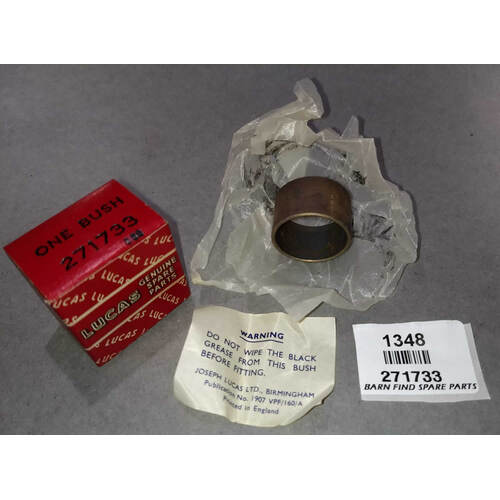 ONE BUSH
271733
LUCAS
GENUINE
SPARE
PARTS
LUCAS
WARNING
DO NOT WIPE THE BLACK
GREASE FROM THIS BUSH
BEFORE FITTING.
JOSEPH LUCAS LTD., BIRMINGHAM
Publication No. 1907 VPP/160/A
Printed in England
1348
271733
BARN FIND SPARE PARTS